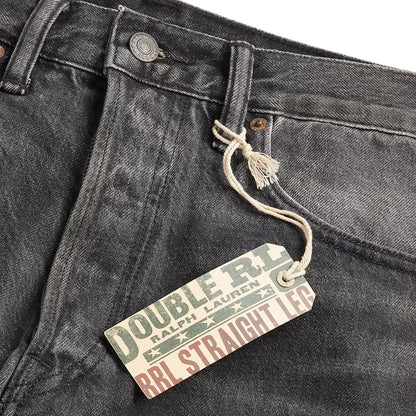 DOUBLE RL
RALPH LAUREN
RRL STRAIGHT LEG